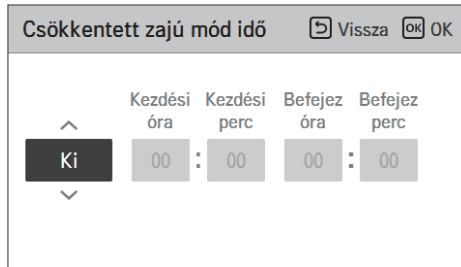 Csökkentett zajú mód idő Vissza OK OK
Kezdési Kezdési Befejez Befejez
óra perc óra perc
Ki 00 : 00 00 : 00